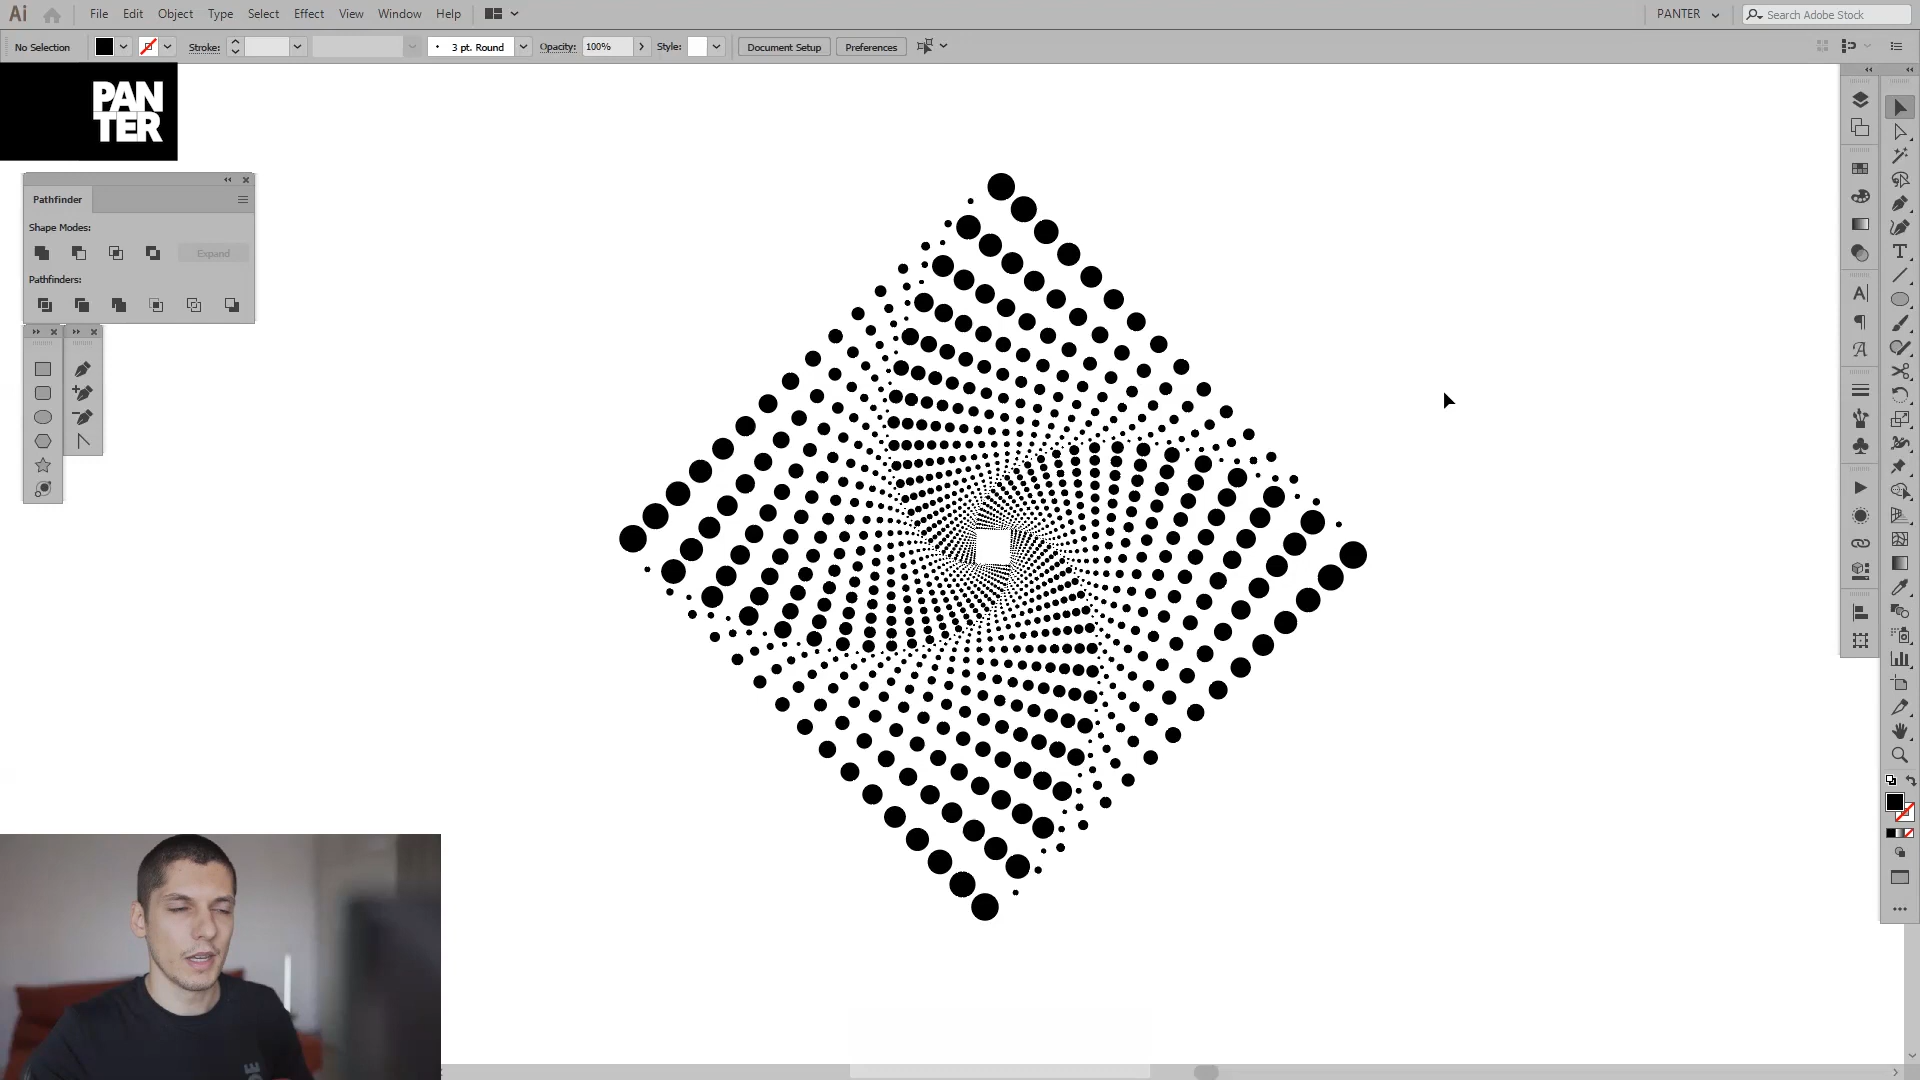 Ai File Edit Object Type Select Effect View Window Help PANTER Search Adobe Stock
No Selection Stroke: 3 pt. Round Opacity: 100% Style: Document Setup Preferences
PAN
TER
Pathfinder
Shape Modes:
Expand
Pathfinders: